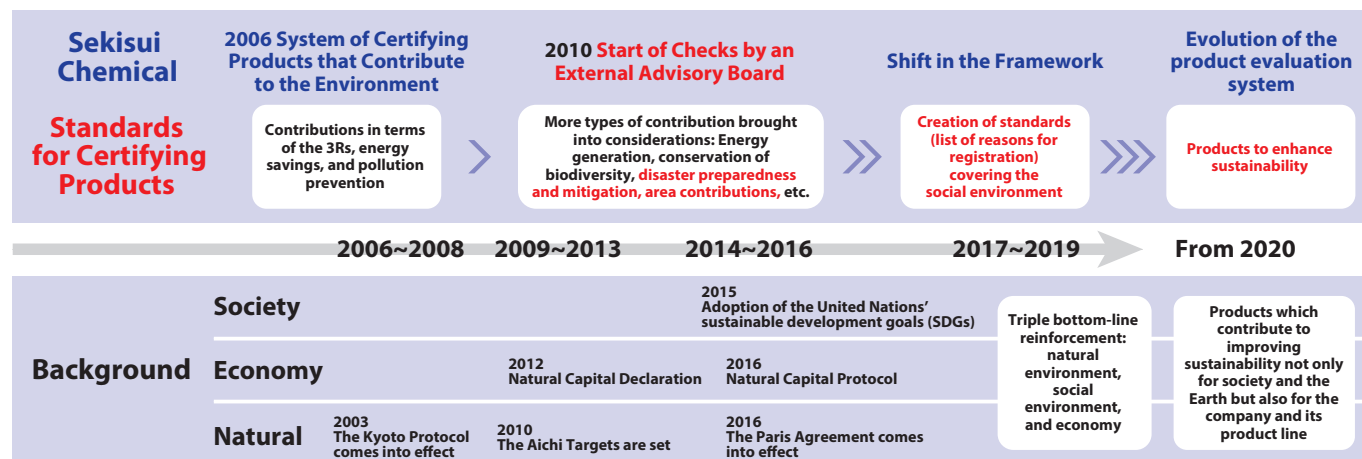 Sekisui
Chemical
Standards
for Certifying
Products
2006 System of Certifying
Products that Contribute
to the Environment
Contributions in terms
of the 3Rs, energy
savings, and pollution
prevention
2010 Start of Checks by an
External Advisory Board
More types of contribution brought
into considerations: Energy
generation, conservation of
biodiversity, disaster preparedness
and mitigation, area contributions, etc.
Shift in the Framework
Creation of standards
(list of reasons for
registration)
covering the
social environment
Evolution of the
product evaluation
system
Products to enhance
sustainability
2006~2008
2009~2013
2014~2016
2017~2019
From 2020
Background
Society
2015
Adoption of the United Nations’
sustainable development goals (SDGs)
Economy
2012
Natural Capital Declaration
2016
Natural Capital Protocol
Natural
2003
The Kyoto Protocol
comes into effect
2010
The Aichi Targets are set
2016
The Paris Agreement comes
into effect
Triple bottom-line
reinforcement:
natural
environment,
social
environment,
and economy
Products which
contribute to
improving
sustainability not only
for society and the
Earth but also for the
company and its
product line